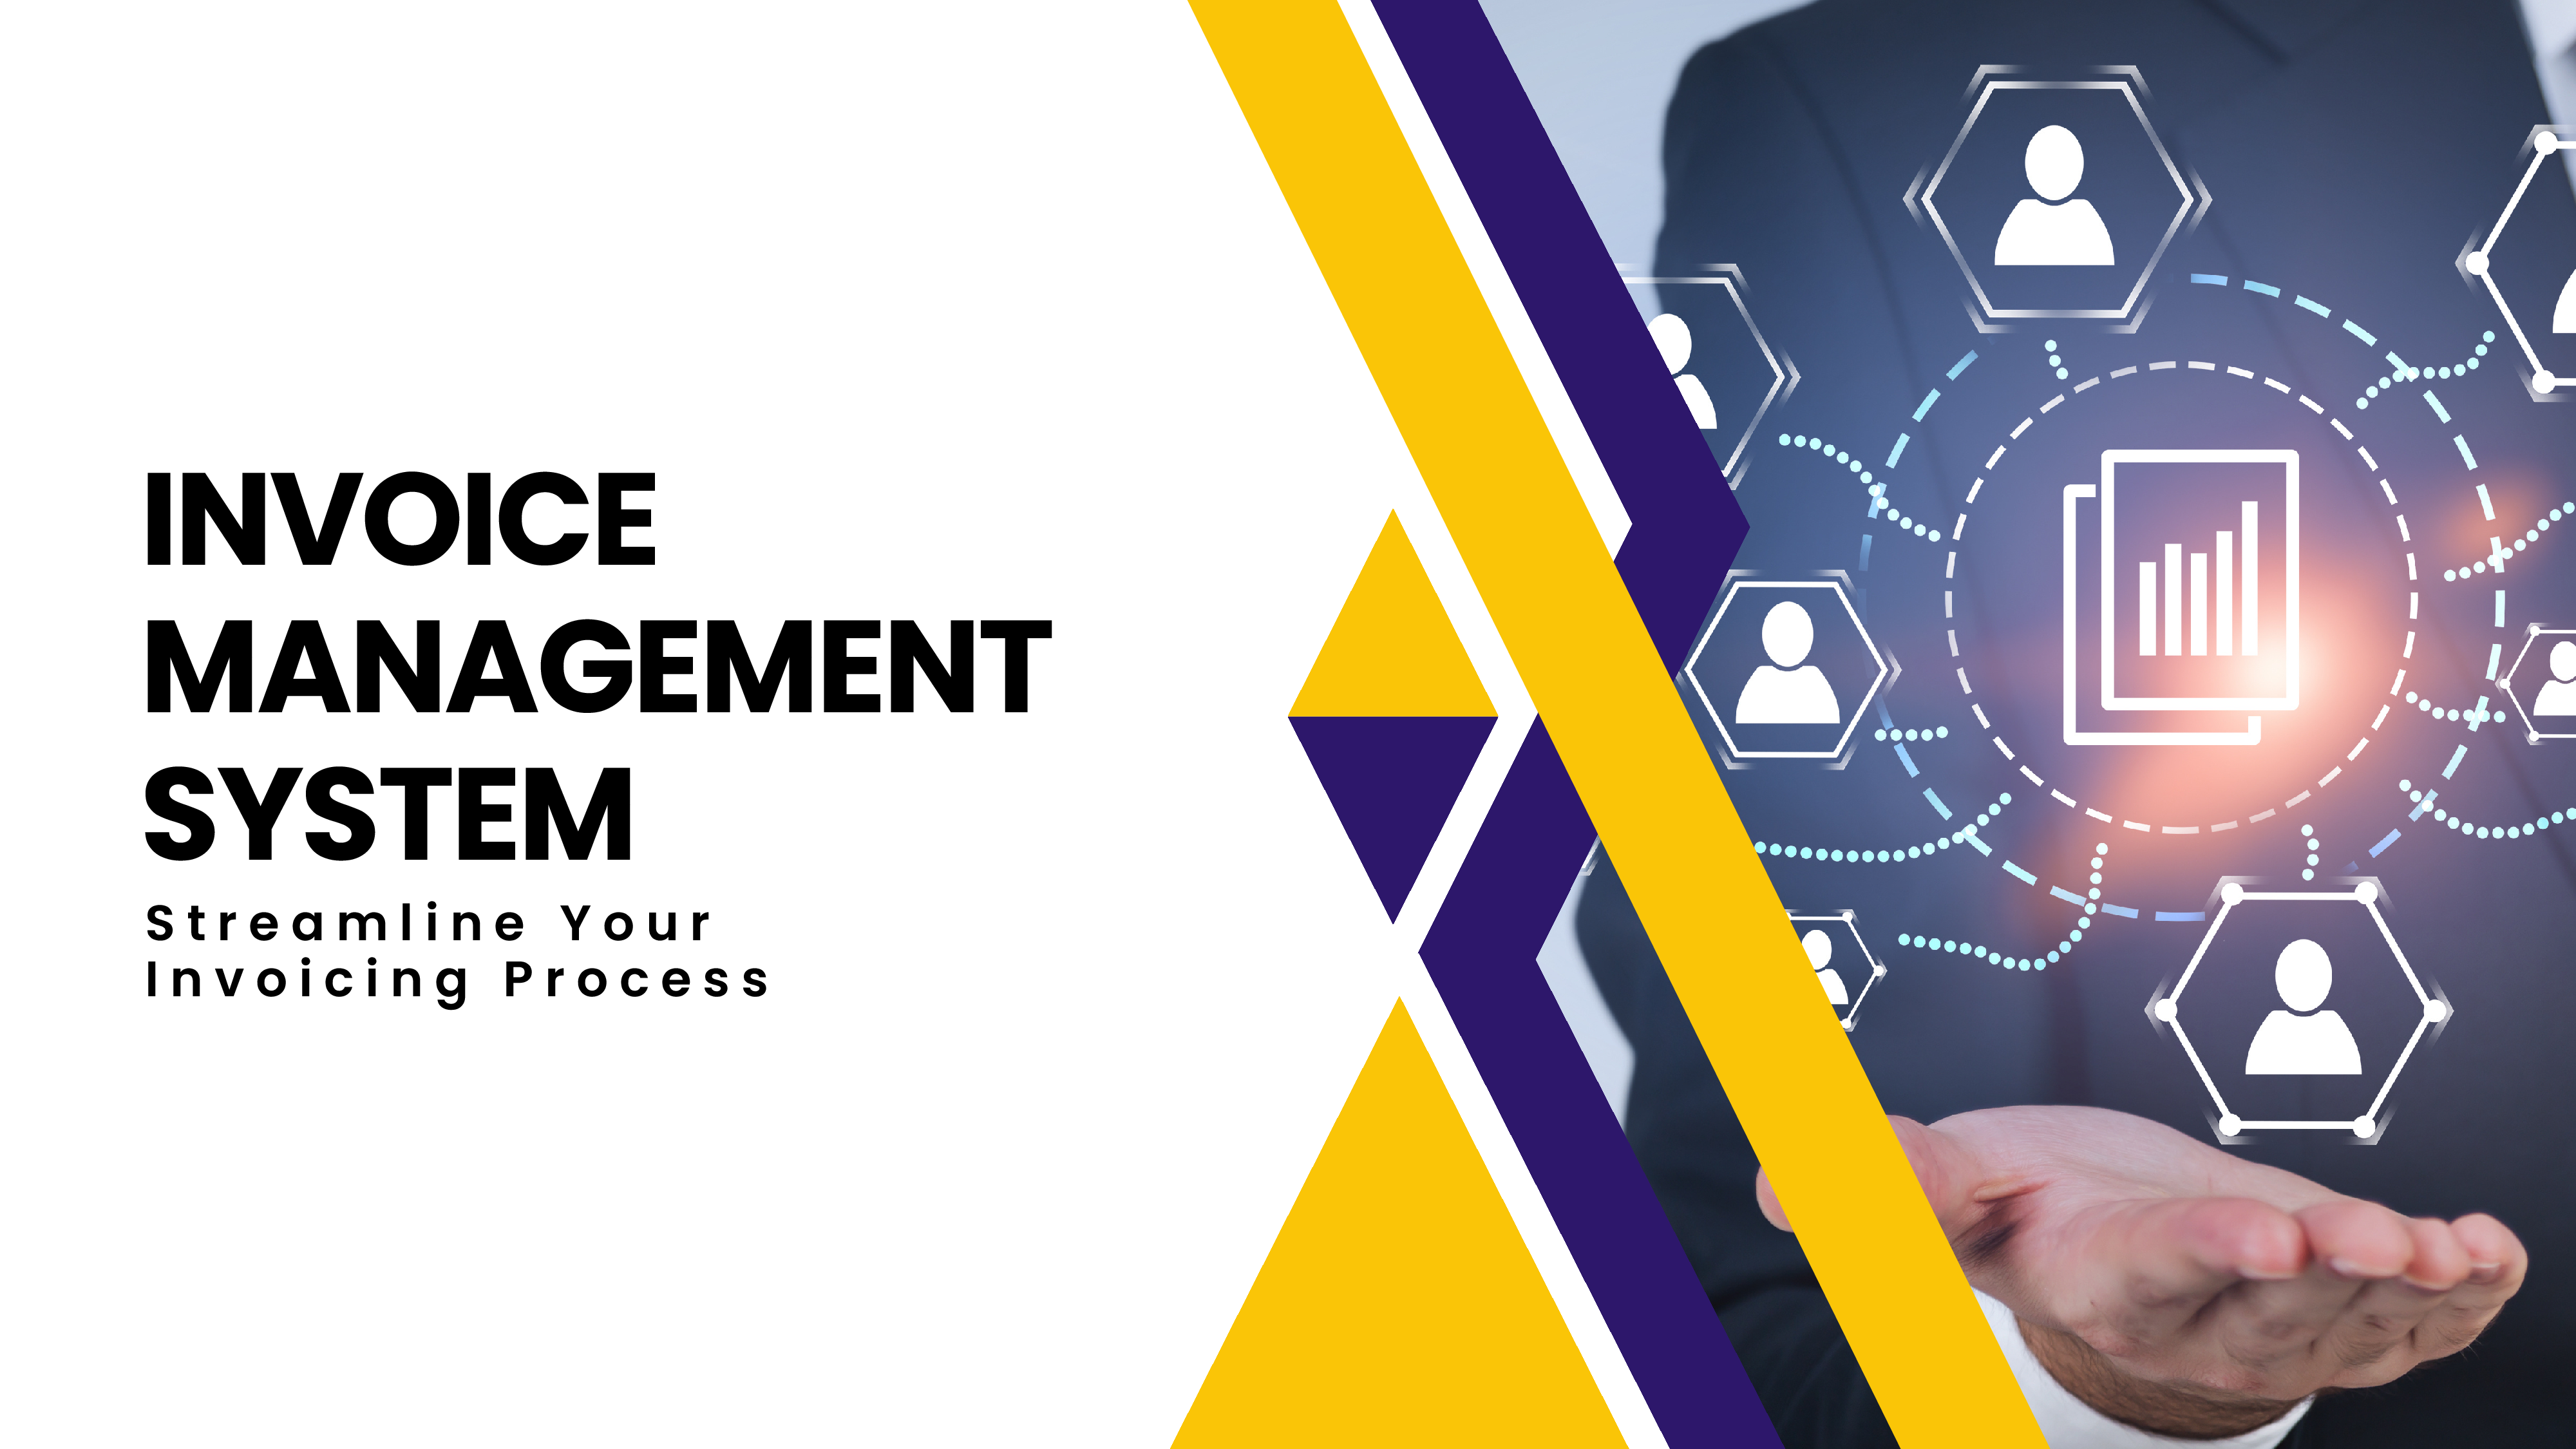 INVOICE
MANAGEMENT
SYSTEM
Streamline Your
Invoicing Process